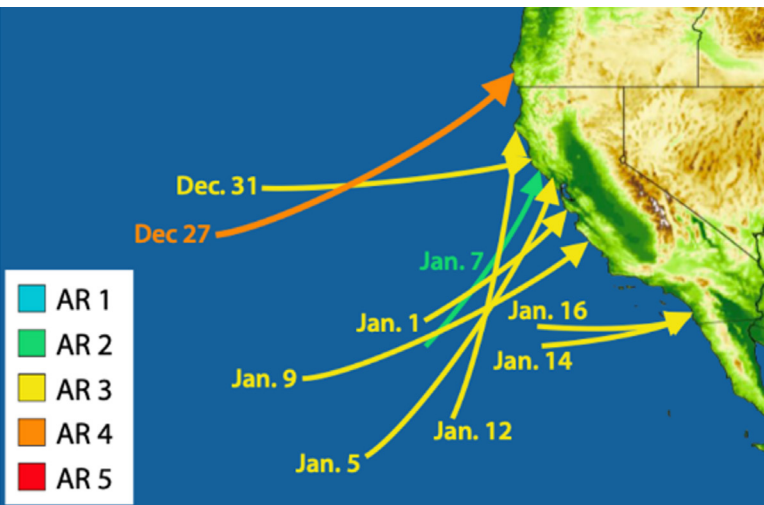 Dec. 31
Dec 27
Jan. 7
Jan. 1
Jan. 16
Jan. 14
Jan. 9
Jan. 12
Jan. 5
AR 1
AR 2
AR 3
AR 4
AR 5